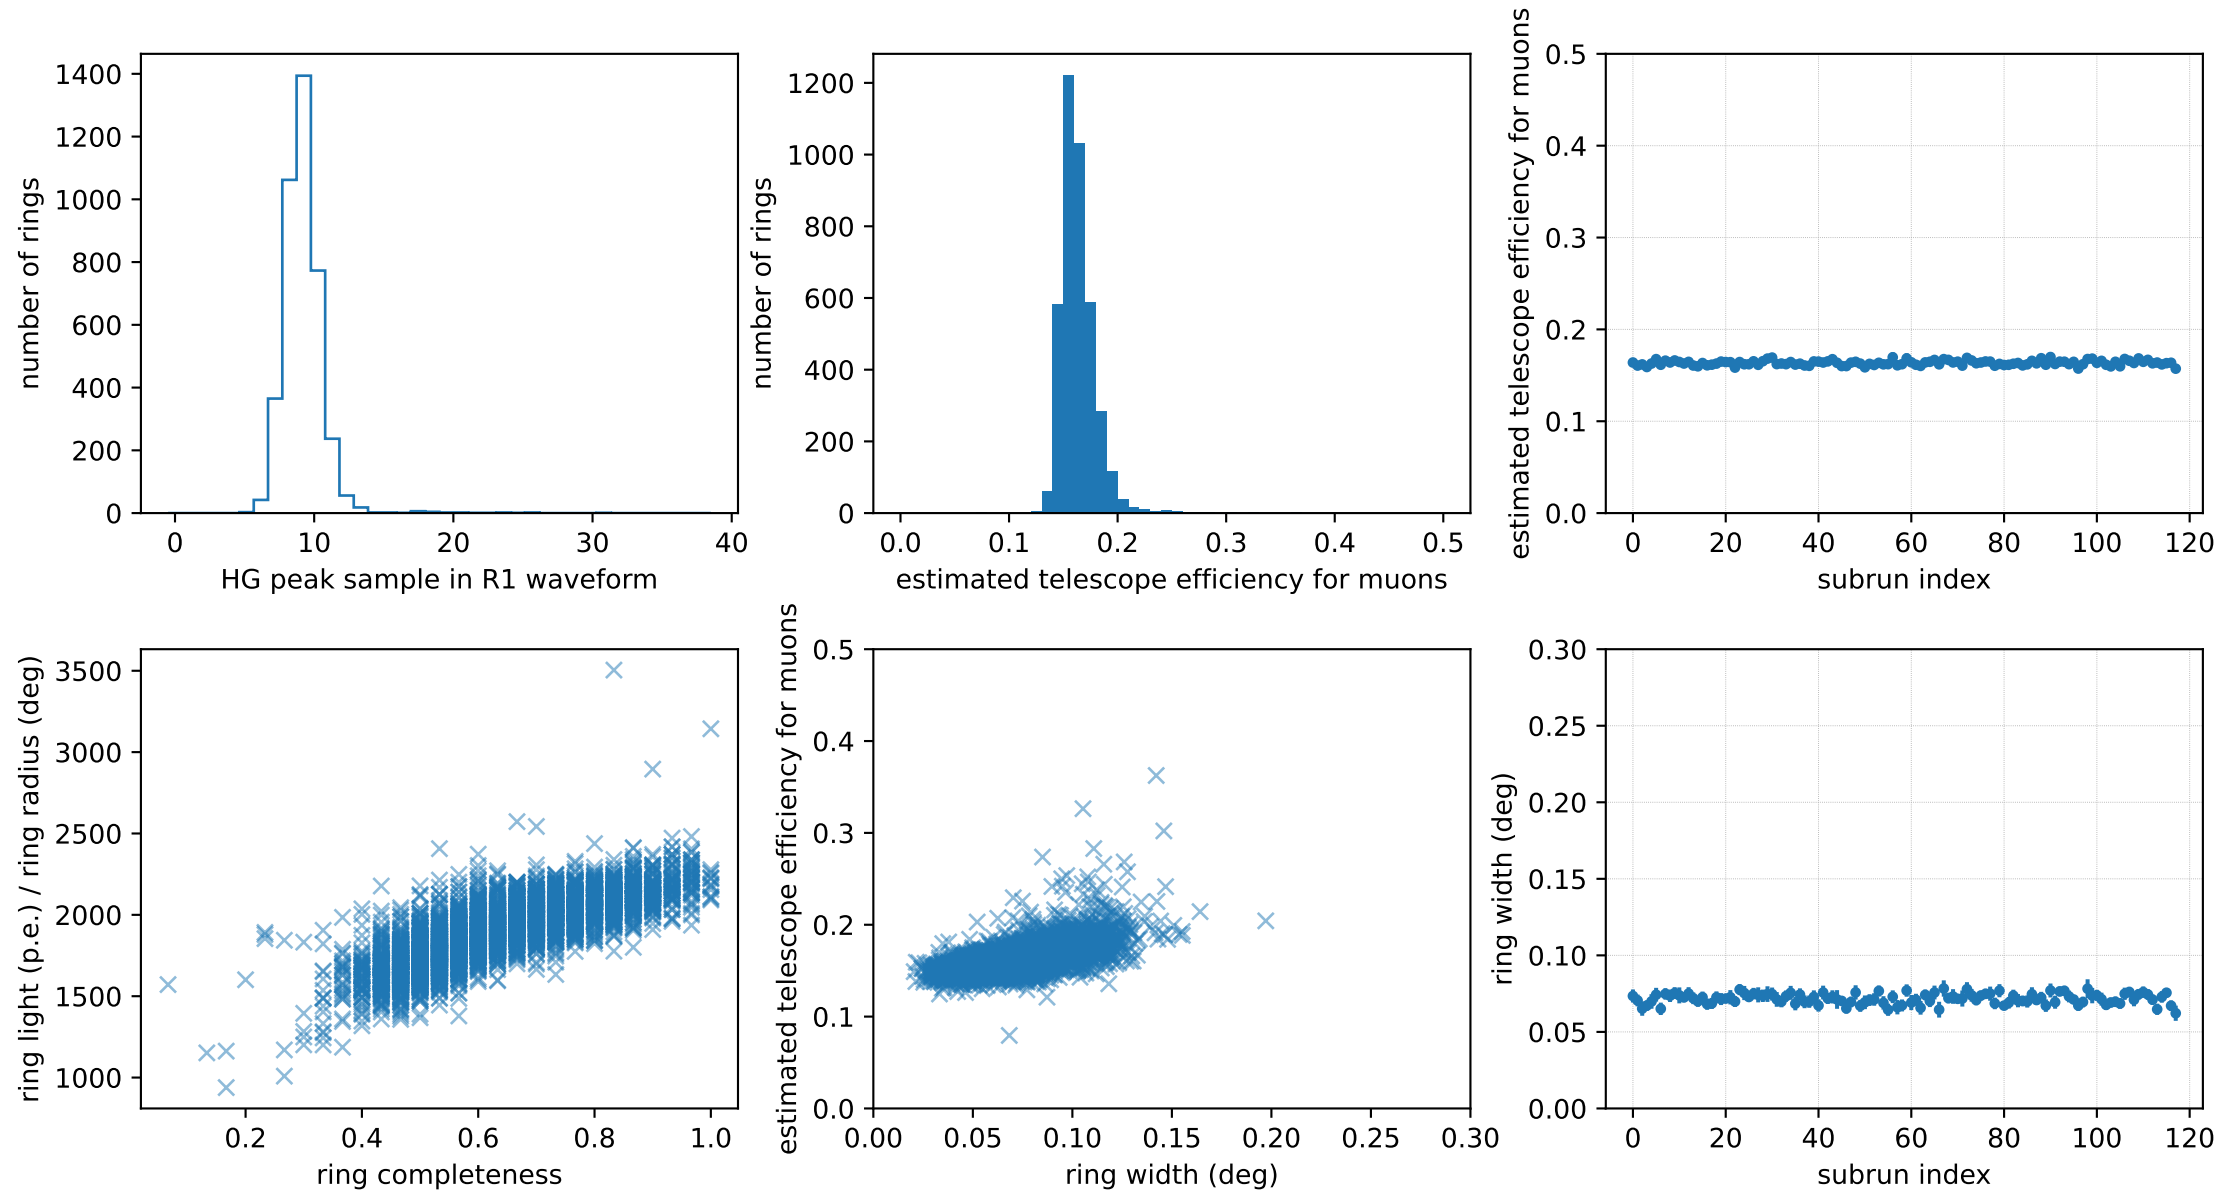 1400
1200
1000
800
600
400
200
0
number of rings
0 10 20 30 40
HG peak sample in R1 waveform
1200
1000
800
600
400
200
0
number of rings
0.0 0.1 0.2 0.3 0.4 0.5
estimated telescope efficiency for muons
0.5
0.4
0.3
0.2
0.1
0.0
estimated telescope efficiency for muons
0 20 40 60 80 100 120
subrun index
3500
3000
2500
2000
1500
1000
ring light (p.e.) / ring radius (deg)
0.2 0.4 0.6 0.8 1.0
ring completeness
0.5
0.4
0.3
0.2
0.1
0.0
estimated telescope efficiency for muons
0.00 0.05 0.10 0.15 0.20 0.25 0.30
ring width (deg)
0.30
0.25
0.20
0.15
0.10
0.05
0.00
ring width (deg)
0 20 40 60 80 100 120
subrun index